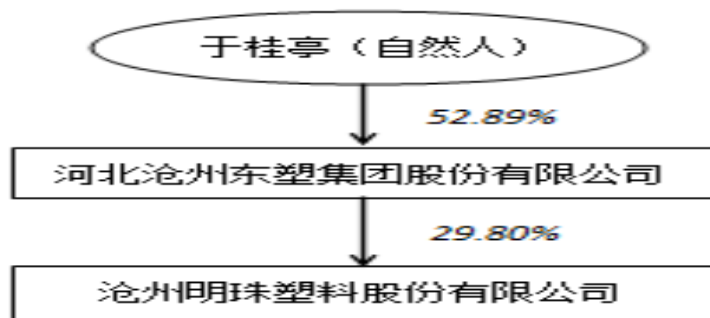 于桂亭（自然人）
52.89%
河北沧州东塑集团股份有限公司
29.80%
沧州明珠塑料股份有限公司